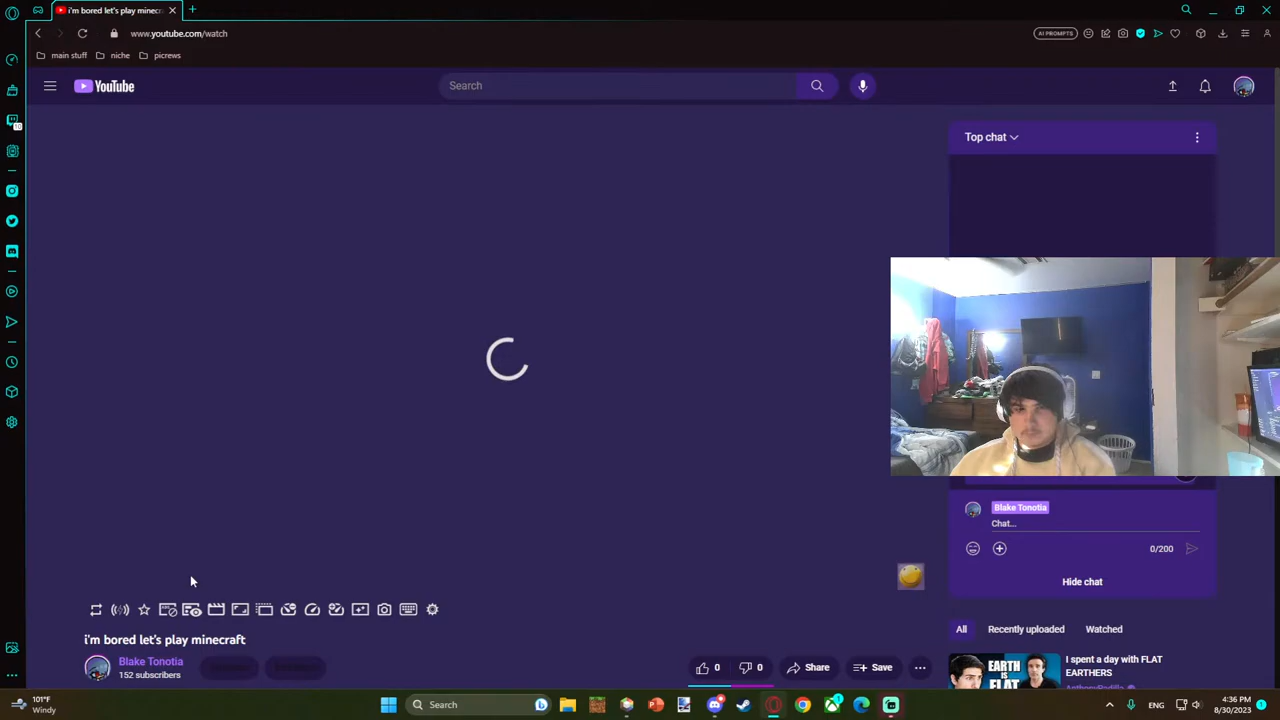 i'm bored let's play minecr
www.youtube.com/watch
AI PROMPTS
main stuff
niche
picrews
YouTube
Search
Top chat
10
Blake Tonotia
Chat...
0/200
Hide chat
i'm bored let's play minecraft
Blake Tonotia
152 subscribers
0
0
Share
Save
All
Recently uploaded
Watched
EARTH
IS
FLAT
I spent a day with FLAT
EARTHERS
AnthonyPadilla
101°F
Windy
Search
ENG
4:36 PM
8/30/2023